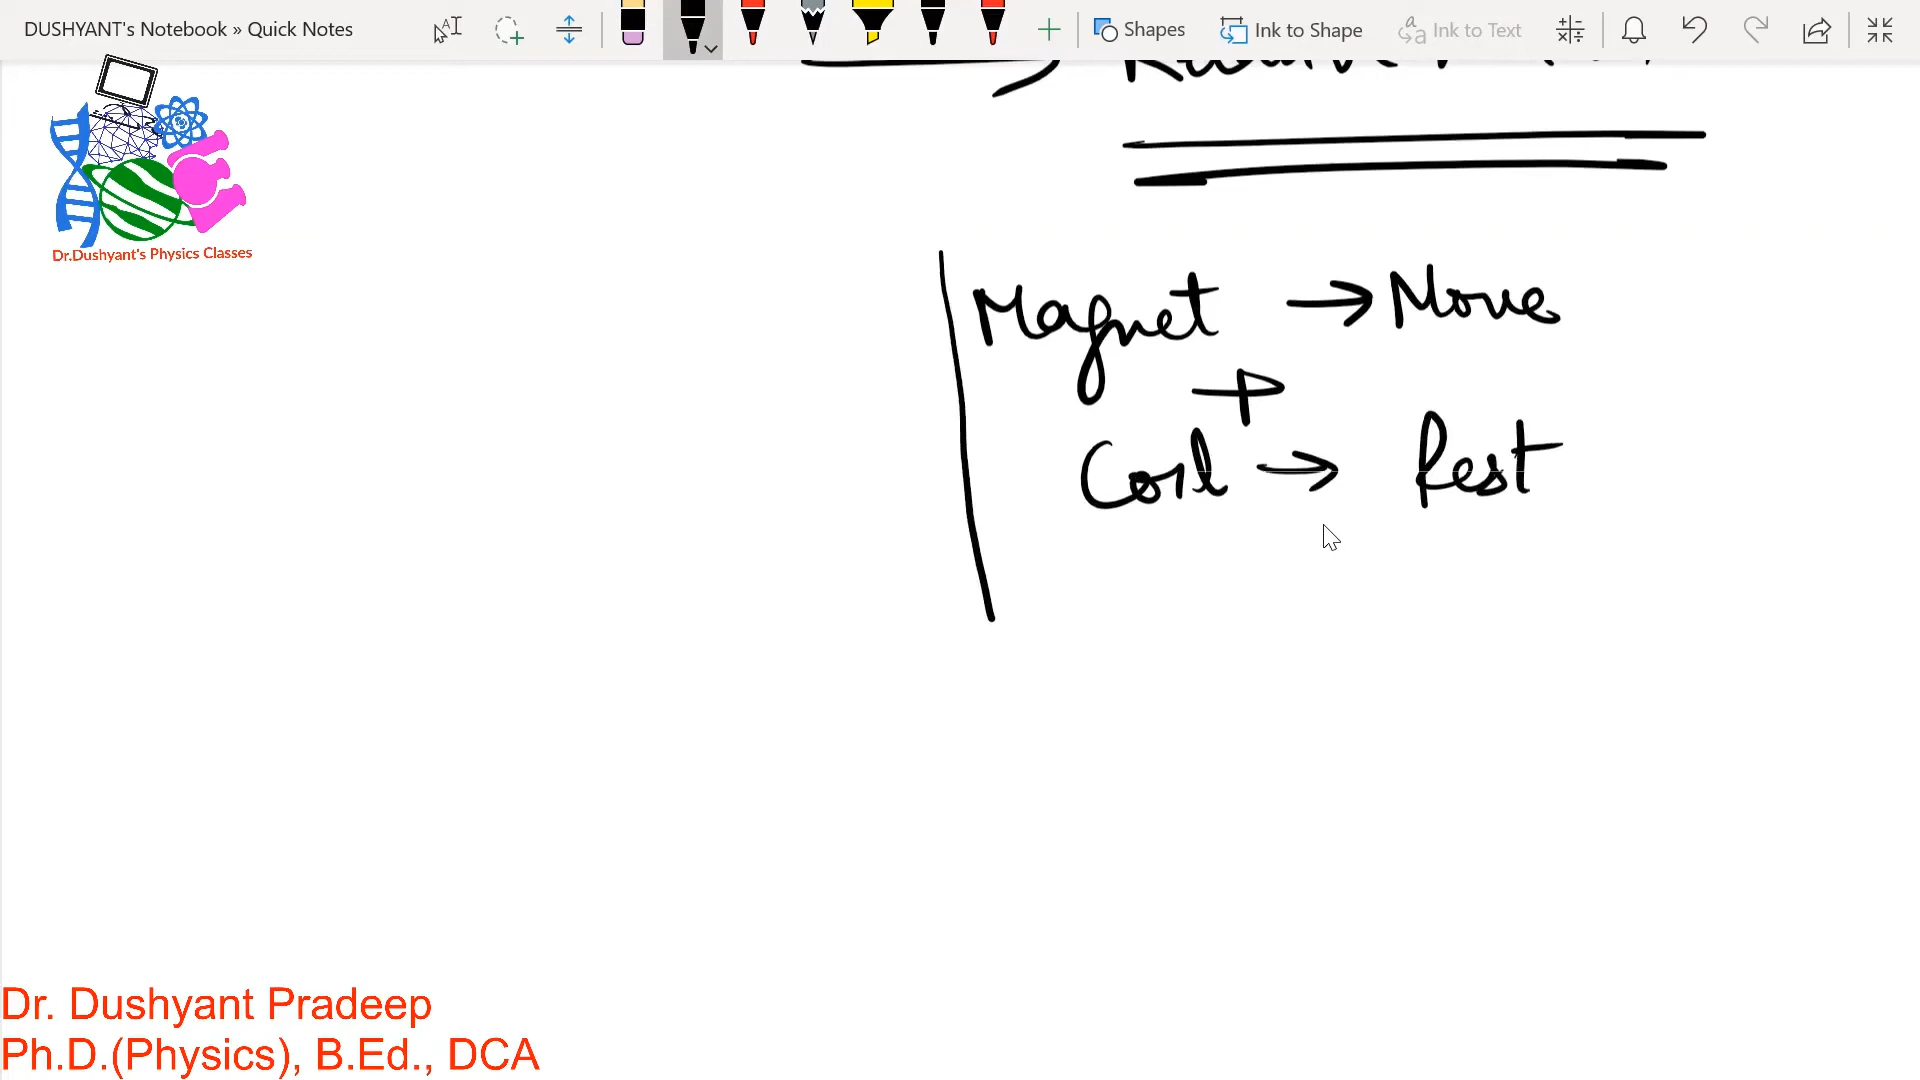 DUSHYANT's Notebook » Quick Notes
Shapes
Ink to Shape
Ink to Text
Dr.Dushyant's Physics Classes
Magnet → Move
+
Coil → Rest
Dr. Dushyant Pradeep
Ph.D.(Physics), B.Ed., DCA